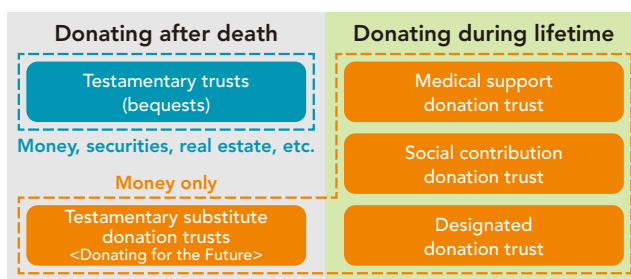 Donating after death
Testamentary trusts
(bequests)
Money, securities, real estate, etc.
Money only
Testamentary substitute
donation trusts
<Donating for the Future>
Donating during lifetime
Medical support
donation trust
Social contribution
donation trust
Designated
donation trust